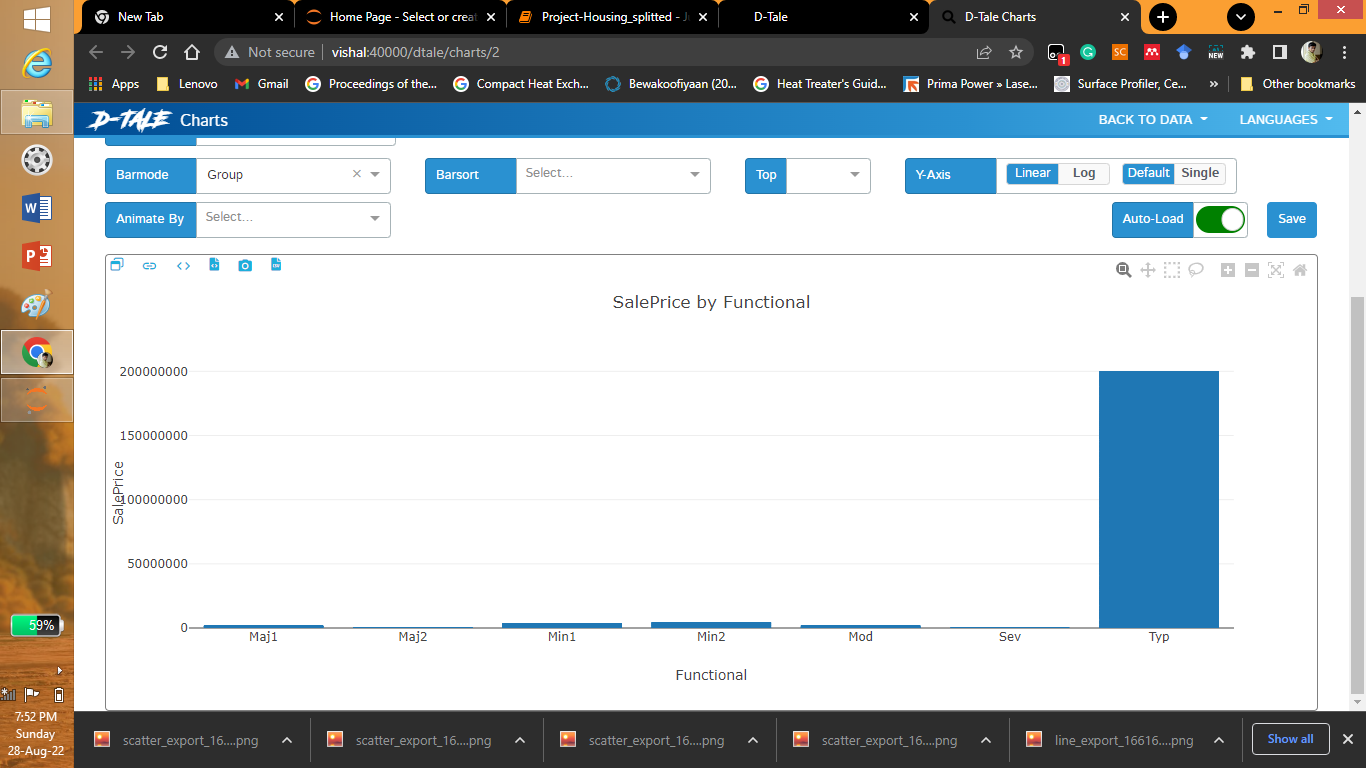 New Tab
Home Page - Select or creat
Project-Housing_splitted - J
D-Tale
D-Tale Charts
Not secure | vishal:40000/dtale/charts/2
SC
NEW
1
Apps
Lenovo
Gmail
Proceedings of the...
Compact Heat Exch...
Bewakoofiyaan (20...
Heat Treater's Guid...
Prima Power » Lase...
Surface Profiler, Ce...
»
Other bookmarks
D-TALE Charts
BACK TO DATA
LANGUAGES
Barmode
Group
Barsort
Select...
Top
Y-Axis
Linear
Log
Default
Single
Animate By
Select...
Auto-Load
Save
SalePrice by Functional
200000000
150000000
100000000
50000000
0
SalePrice
Maj1
Maj2
Min1
Min2
Mod
Sev
Typ
Functional
59%
7:52 PM
Sunday
28-Aug-22
scatter_export_16....png
scatter_export_16....png
scatter_export_16....png
scatter_export_16....png
line_export_16616....png
Show all